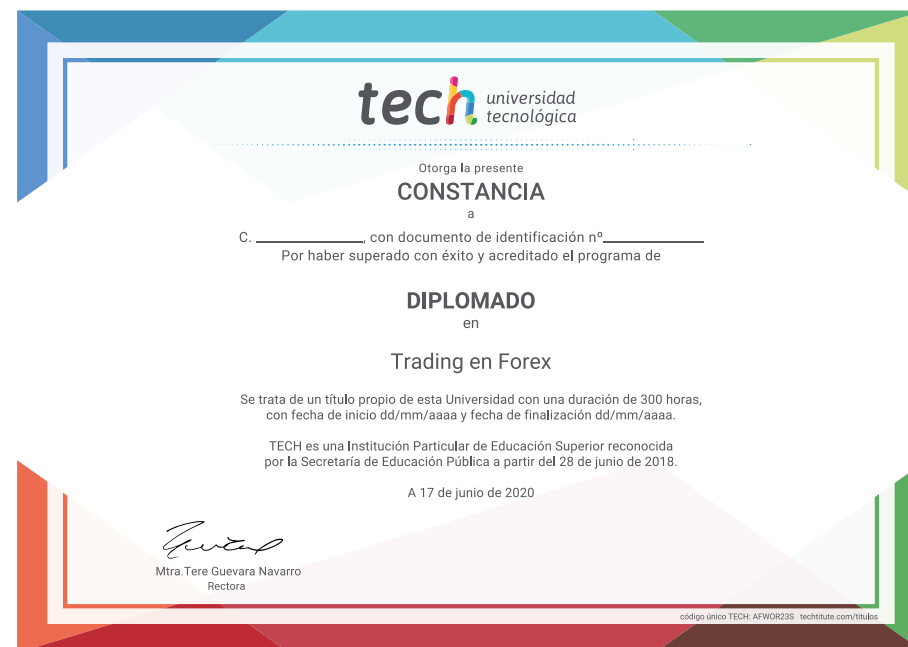 tech universidad
tecnológica
Otorga la presente
CONSTANCIA
a
C. ____________, con documento de identificación nº____________
Por haber superado con éxito y acreditado el programa de
DIPLOMADO
en
Trading en Forex
Se trata de un título propio de esta Universidad con una duración de 300 horas,
con fecha de inicio dd/mm/aaaa y fecha de finalización dd/mm/aaaa.
TECH es una Institución Particular de Educación Superior reconocida
por la Secretaría de Educación Pública a partir del 28 de junio de 2018.
A 17 de junio de 2020
Mtra.Tere Guevara Navarro
Rectora
código único TECH: AFWOR23S techtitute.com/titulos